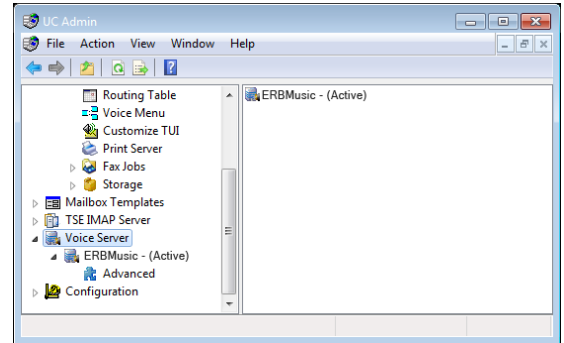 UC Admin
File Action View Window Help
Routing Table
Voice Menu
Customize TUI
Print Server
Fax Jobs
Storage
Mailbox Templates
TSE IMAP Server
Voice Server
ERBMusic - (Active)
Advanced
Configuration
ERBMusic - (Active)